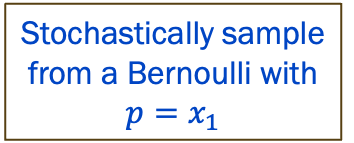 Stochastically sample
from a Bernoulli with
𝑝 = 𝑥₁